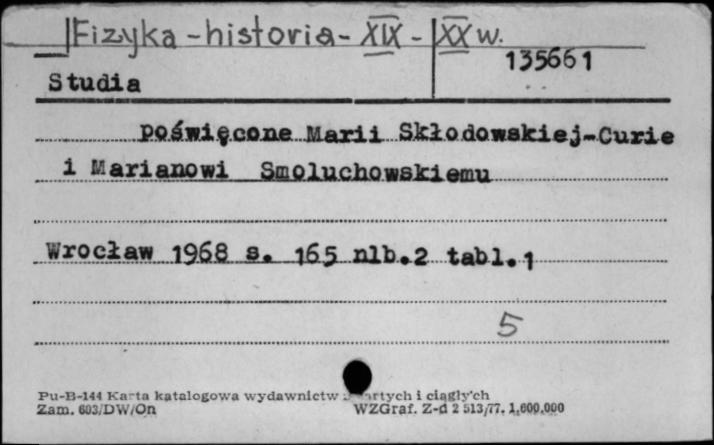 Fizyka - historia - XIX - XX w.
135661
Studia
poświęcone Marii Skłodowskiej-Curie
i Marianowi Smoluchowskiemu
Wrocław 1968 s. 165 nlb.2 tabl.1
5
Pu-B-144 Karta katalogowa wydawnictw i ciągłych
Zam. 603/DW/On WZGraf. Z-d 2 513/77. 1.600.000